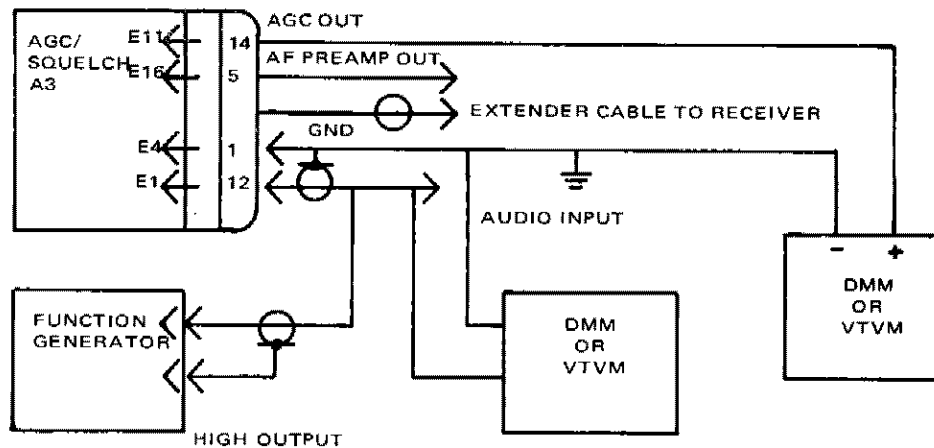 AGC OUT
AGC/
SQUELCH
A3
E11
14
AF PREAMP OUT
E16
5
EXTENDER CABLE TO RECEIVER
GND
E4
1
E1
12
AUDIO INPUT
- +
DMM
OR
VTVM
FUNCTION
GENERATOR
DMM
OR
VTVM
HIGH OUTPUT